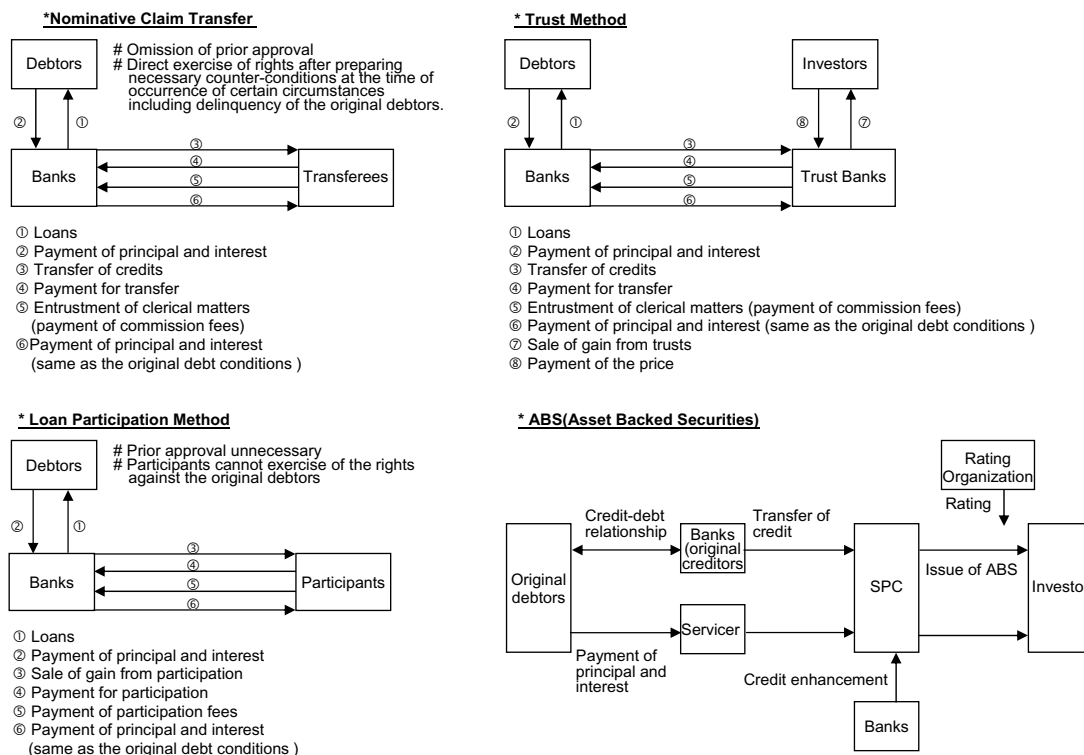 *Nominative Claim Transfer
# Omission of prior approval
# Direct exercise of rights after preparing
necessary counter-conditions at the time of
occurrence of certain circumstances
including delinquency of the original debtors.
Debtors
② ①
Banks
③
④
⑤
⑥
Transferees
① Loans
② Payment of principal and interest
③ Transfer of credits
④ Payment for transfer
⑤ Entrustment of clerical matters
(payment of commission fees)
⑥Payment of principal and interest
(same as the original debt conditions )
* Trust Method
Debtors
Investors
② ①
⑧ ⑦
Banks
③
④
⑤
⑥
Trust Banks
① Loans
② Payment of principal and interest
③ Transfer of credits
④ Payment for transfer
⑤ Entrustment of clerical matters (payment of commission fees)
⑥ Payment of principal and interest (same as the original debt conditions )
⑦ Sale of gain from trusts
⑧ Payment of the price
* Loan Participation Method
# Prior approval unnecessary
# Participants cannot exercise of the rights
against the original debtors
Debtors
② ①
Banks
③
④
⑤
⑥
Participants
① Loans
② Payment of principal and interest
③ Sale of gain from participation
④ Payment for participation
⑤ Payment of participation fees
⑥ Payment of principal and interest
(same as the original debt conditions )
* ABS(Asset Backed Securities)
Rating
Organization
Rating
Credit-debt
relationship
Banks
(original
creditors
Transfer of
credit
Original
debtors
SPC
Issue of ABS
Investo
Servicer
Payment of
principal and
interest
Credit enhancement
Banks